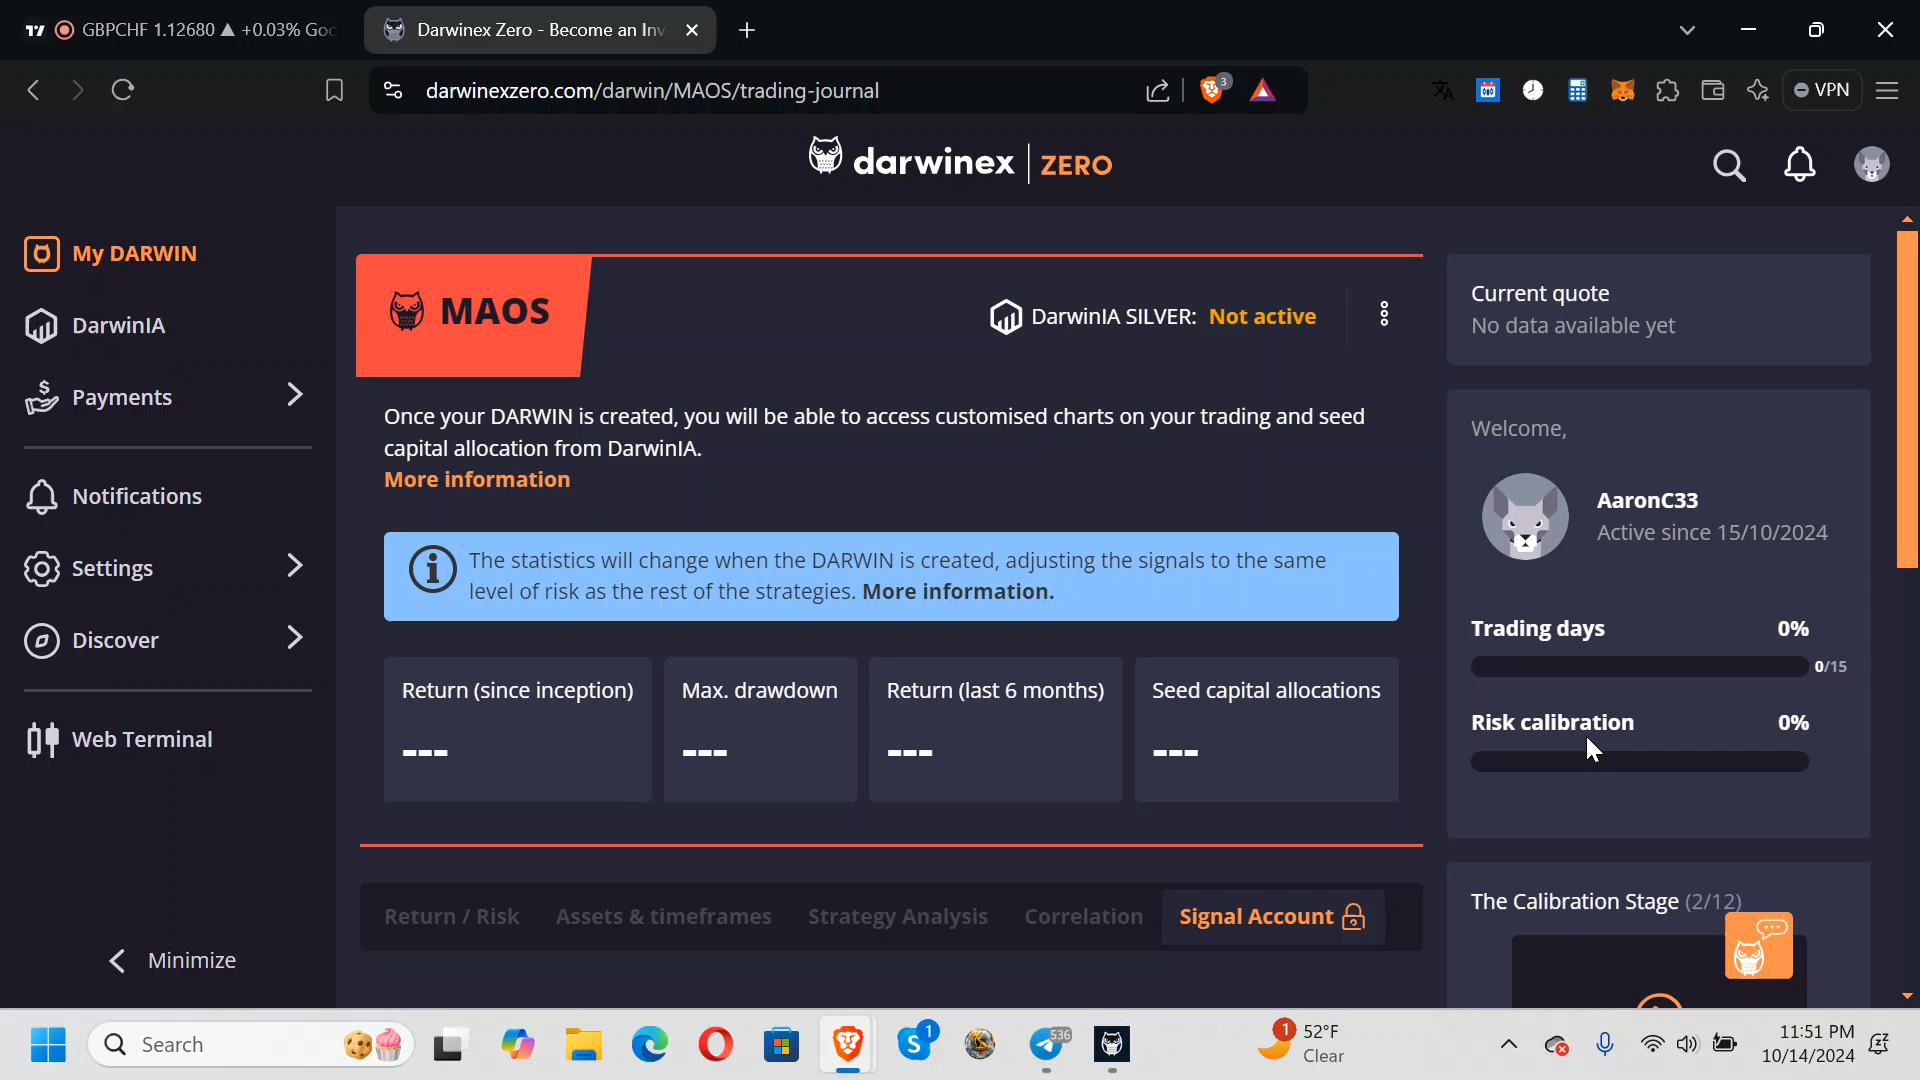 GBPCHF 1.12680 ▲ +0.03% Goo
Darwinex Zero - Become an Inv
darwinexzero.com/darwin/MAOS/trading-journal
3
VPN
darwinex | ZERO
My DARWIN
DarwinIA
Payments
Notifications
Settings
Discover
Web Terminal
Minimize
MAOS
DarwinIA SILVER: Not active
Once your DARWIN is created, you will be able to access customised charts on your trading and seed
capital allocation from DarwinIA.
More information
The statistics will change when the DARWIN is created, adjusting the signals to the same
level of risk as the rest of the strategies. More information.
Return (since inception)
---
Max. drawdown
---
Return (last 6 months)
---
Seed capital allocations
---
Return / Risk
Assets & timeframes
Strategy Analysis
Correlation
Signal Account
Current quote
No data available yet
Welcome,
AaronC33
Active since 15/10/2024
Trading days 0%
0/15
Risk calibration 0%
The Calibration Stage (2/12)
Search
1
536
1
52°F
Clear
11:51 PM
10/14/2024